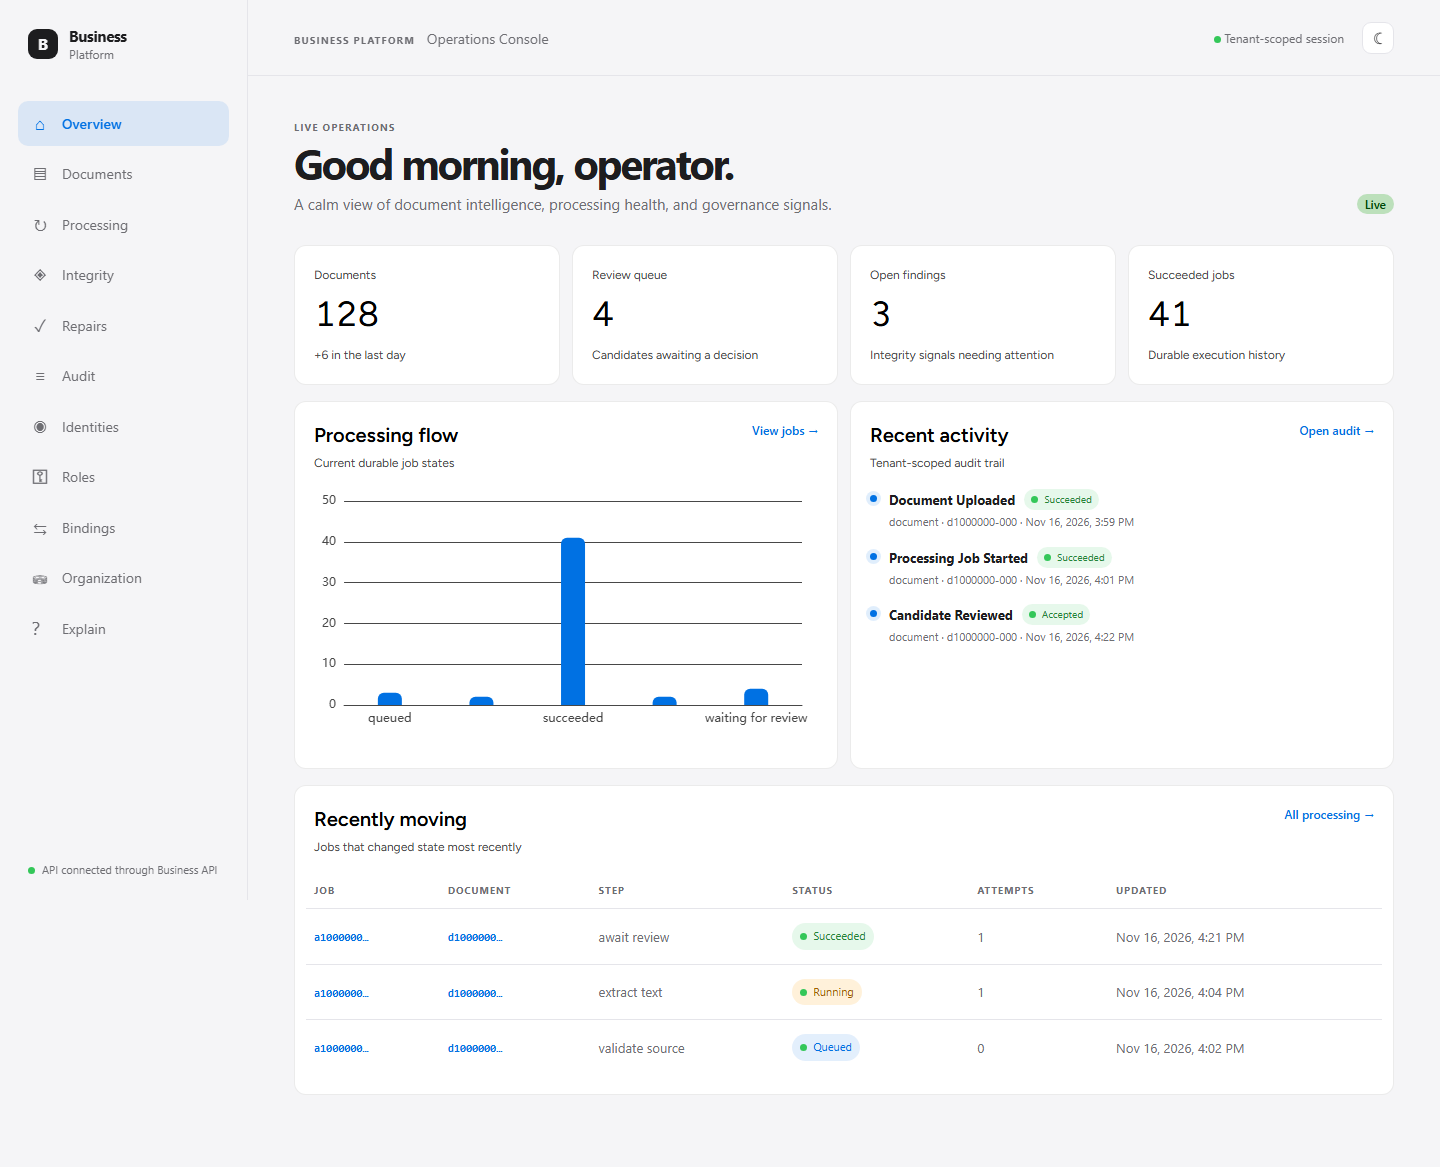 B
Business
Platform
Overview
Documents
Processing
Integrity
Repairs
Audit
Identities
Roles
Bindings
Organization
? Explain
API connected through Business API
BUSINESS PLATFORM Operations Console
Tenant-scoped session
LIVE OPERATIONS
Good morning, operator.
A calm view of document intelligence, processing health, and governance signals.
Live
Documents
128
+6 in the last day
Review queue
4
Candidates awaiting a decision
Open findings
3
Integrity signals needing attention
Succeeded jobs
41
Durable execution history
Processing flow
View jobs →
Current durable job states
50
40
30
20
10
0
queued succeeded waiting for review
Recent activity
Open audit →
Tenant-scoped audit trail
Document Uploaded Succeeded
document · d1000000-000 · Nov 16, 2026, 3:59 PM
Processing Job Started Succeeded
document · d1000000-000 · Nov 16, 2026, 4:01 PM
Candidate Reviewed Accepted
document · d1000000-000 · Nov 16, 2026, 4:22 PM
Recently moving
All processing →
Jobs that changed state most recently
JOB DOCUMENT STEP STATUS ATTEMPTS UPDATED
a1000000… d1000000… await review Succeeded 1 Nov 16, 2026, 4:21 PM
a1000000… d1000000… extract text Running 1 Nov 16, 2026, 4:04 PM
a1000000… d1000000… validate source Queued 0 Nov 16, 2026, 4:02 PM